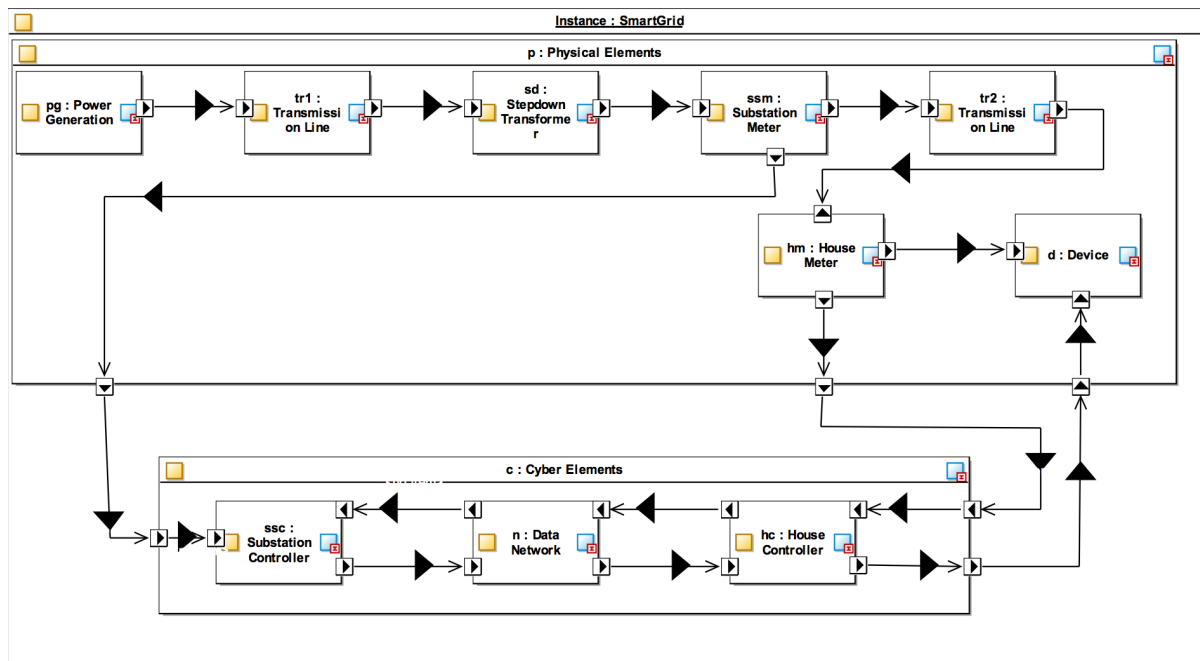 Instance : SmartGrid
p : Physical Elements
pg : Power
Generation
tr1 :
Transmissi
on Line
sd :
Stepdown
Transforme
r
ssm :
Substation
Meter
tr2 :
Transmissi
on Line
hm : House
Meter
d : Device
c : Cyber Elements
ssc :
Substation
Controller
n : Data
Network
hc : House
Controller